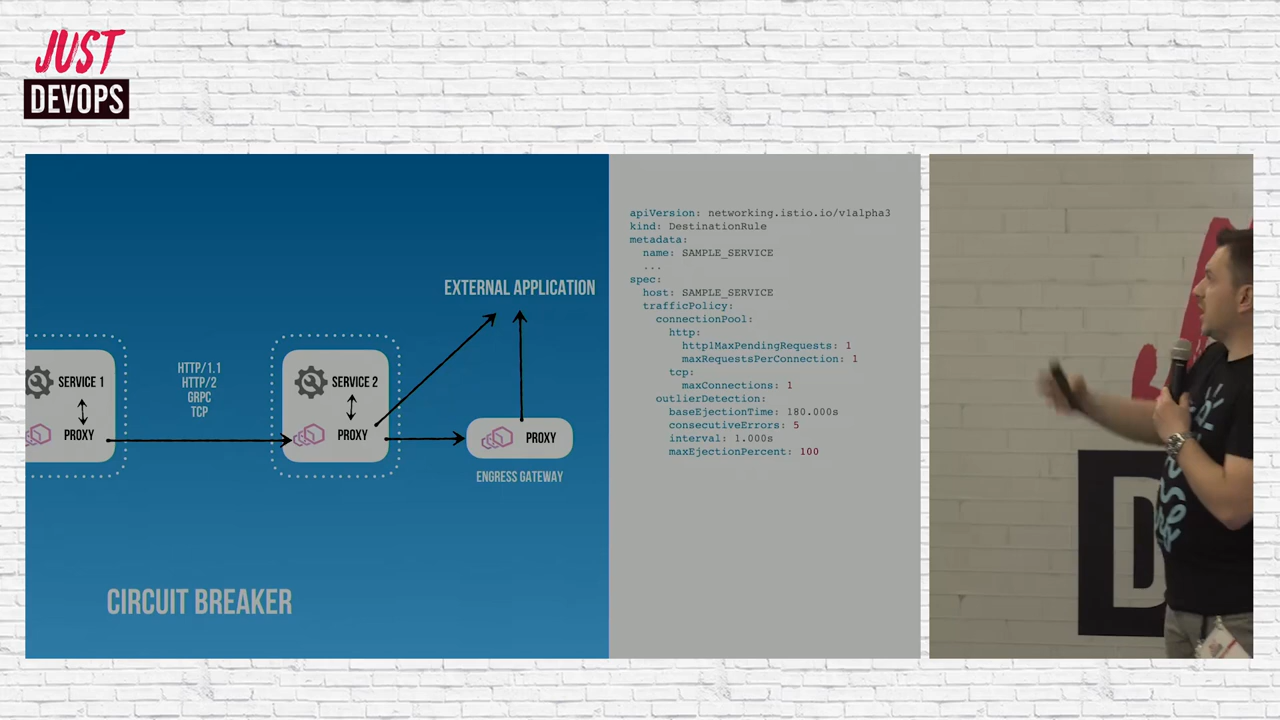 JUST
DEVOPS
EXTERNAL APPLICATION
HTTP/1.1
HTTP/2
GRPC
TCP
SERVICE 1
PROXY
SERVICE 2
PROXY
PROXY
ENGRESS GATEWAY
CIRCUIT BREAKER
apiVersion: networking.istio.io/v1alpha3
kind: DestinationRule
metadata:
  name: SAMPLE_SERVICE
  ...
spec:
  host: SAMPLE_SERVICE
  trafficPolicy:
    connectionPool:
      http:
        http1MaxPendingRequests: 1
        maxRequestsPerConnection: 1
      tcp:
        maxConnections: 1
    outlierDetection:
      baseEjectionTime: 180.000s
      consecutiveErrors: 5
      interval: 1.000s
      maxEjectionPercent: 100
D